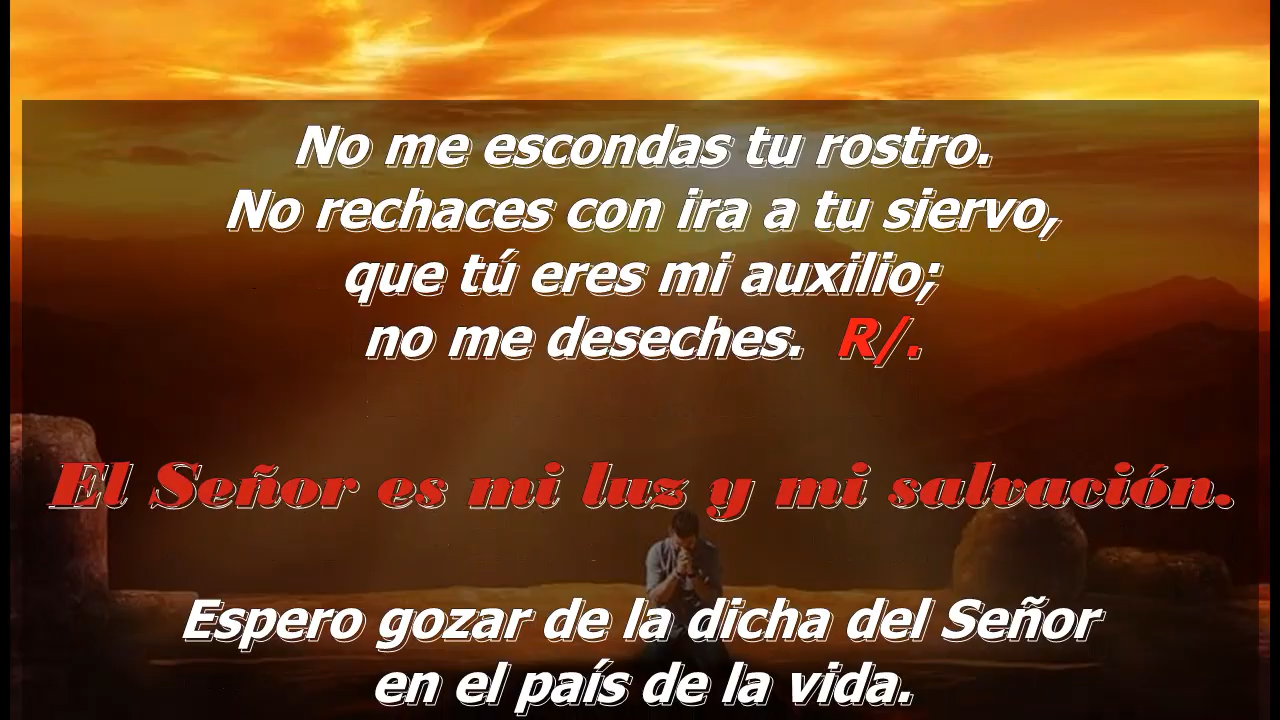 No me escondas tu rostro.
No rechaces con ira a tu siervo,
que tú eres mi auxilio;
no me deseches. R/.
El Señor es mi luz y mi salvación.
Espero gozar de la dicha del Señor
en el país de la vida.